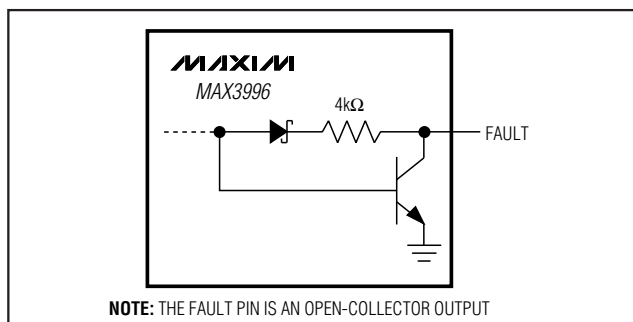 MAXIM
MAX3996
4kΩ
FAULT
NOTE: THE FAULT PIN IS AN OPEN-COLLECTOR OUTPUT